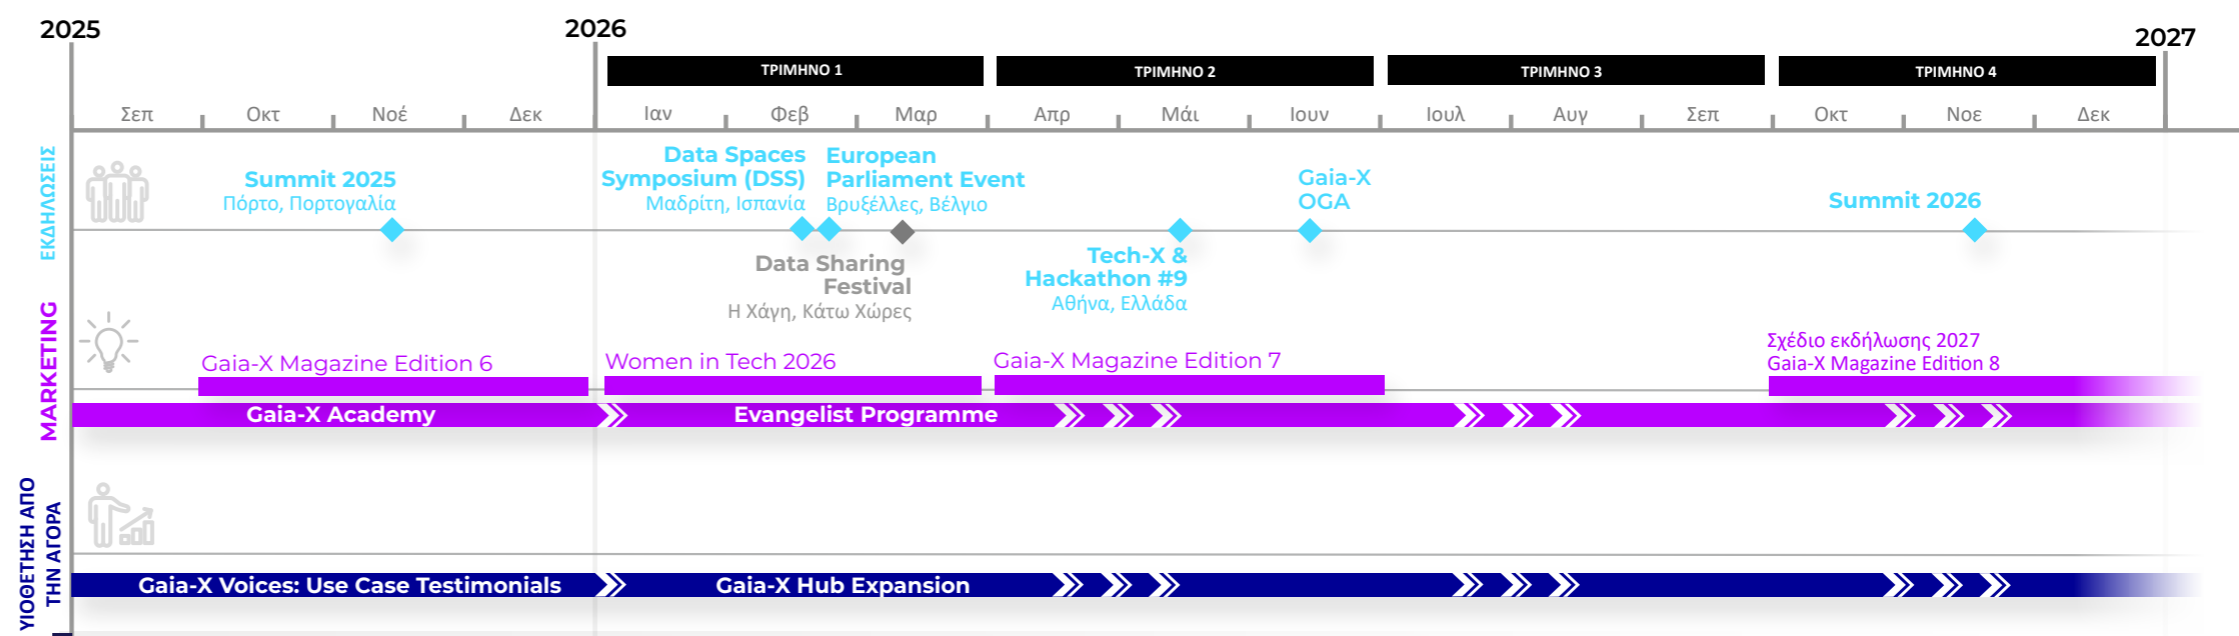 2025
2026
2027
ΤΡΙΜΗΝΟ 1
ΤΡΙΜΗΝΟ 2
ΤΡΙΜΗΝΟ 3
ΤΡΙΜΗΝΟ 4
Σεπ
Οκτ
Νοέ
Δεκ
Ιαν
Φεβ
Μαρ
Απρ
Μάι
Ιουν
Ιουλ
Αυγ
Σεπ
Οκτ
Νοε
Δεκ
ΕΚΔΗΛΩΣΕΙΣ
Summit 2025
Πόρτο, Πορτογαλία
Data Spaces
Symposium (DSS)
Μαδρίτη, Ισπανία
European
Parliament Event
Βρυξέλλες, Βέλγιο
Data Sharing
Festival
Η Χάγη, Κάτω Χώρες
Tech-X &
Hackathon #9
Αθήνα, Ελλάδα
Gaia-X
OGA
Summit 2026
MARKETING
Gaia-X Magazine Edition 6
Women in Tech 2026
Gaia-X Magazine Edition 7
Σχέδιο εκδήλωσης 2027
Gaia-X Magazine Edition 8
Gaia-X Academy
Evangelist Programme
ΥΙΟΘΕΤΗΣΗ ΑΠΟ
ΤΗΝ ΑΓΟΡΑ
Gaia-X Voices: Use Case Testimonials
Gaia-X Hub Expansion